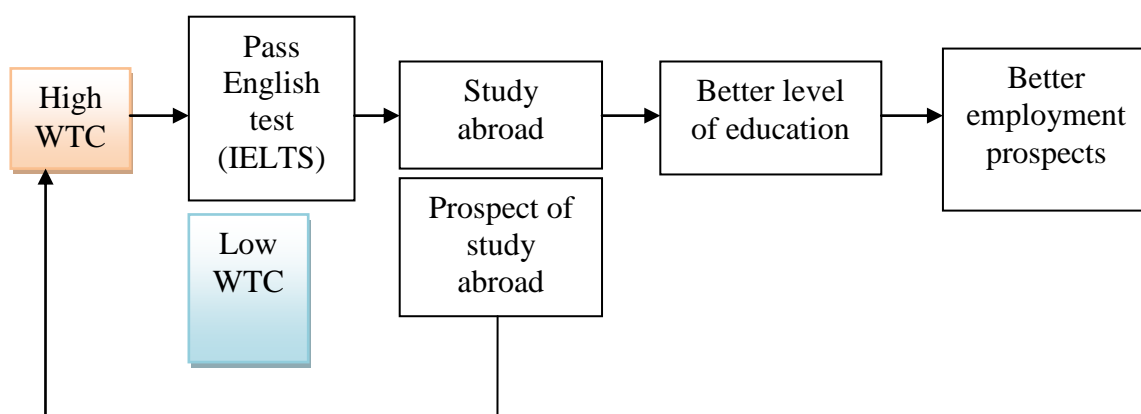 High
WTC
Pass
English
test
(IELTS)
Study
abroad
Better level
of education
Better
employment
prospects
Low
WTC
Prospect of
study
abroad